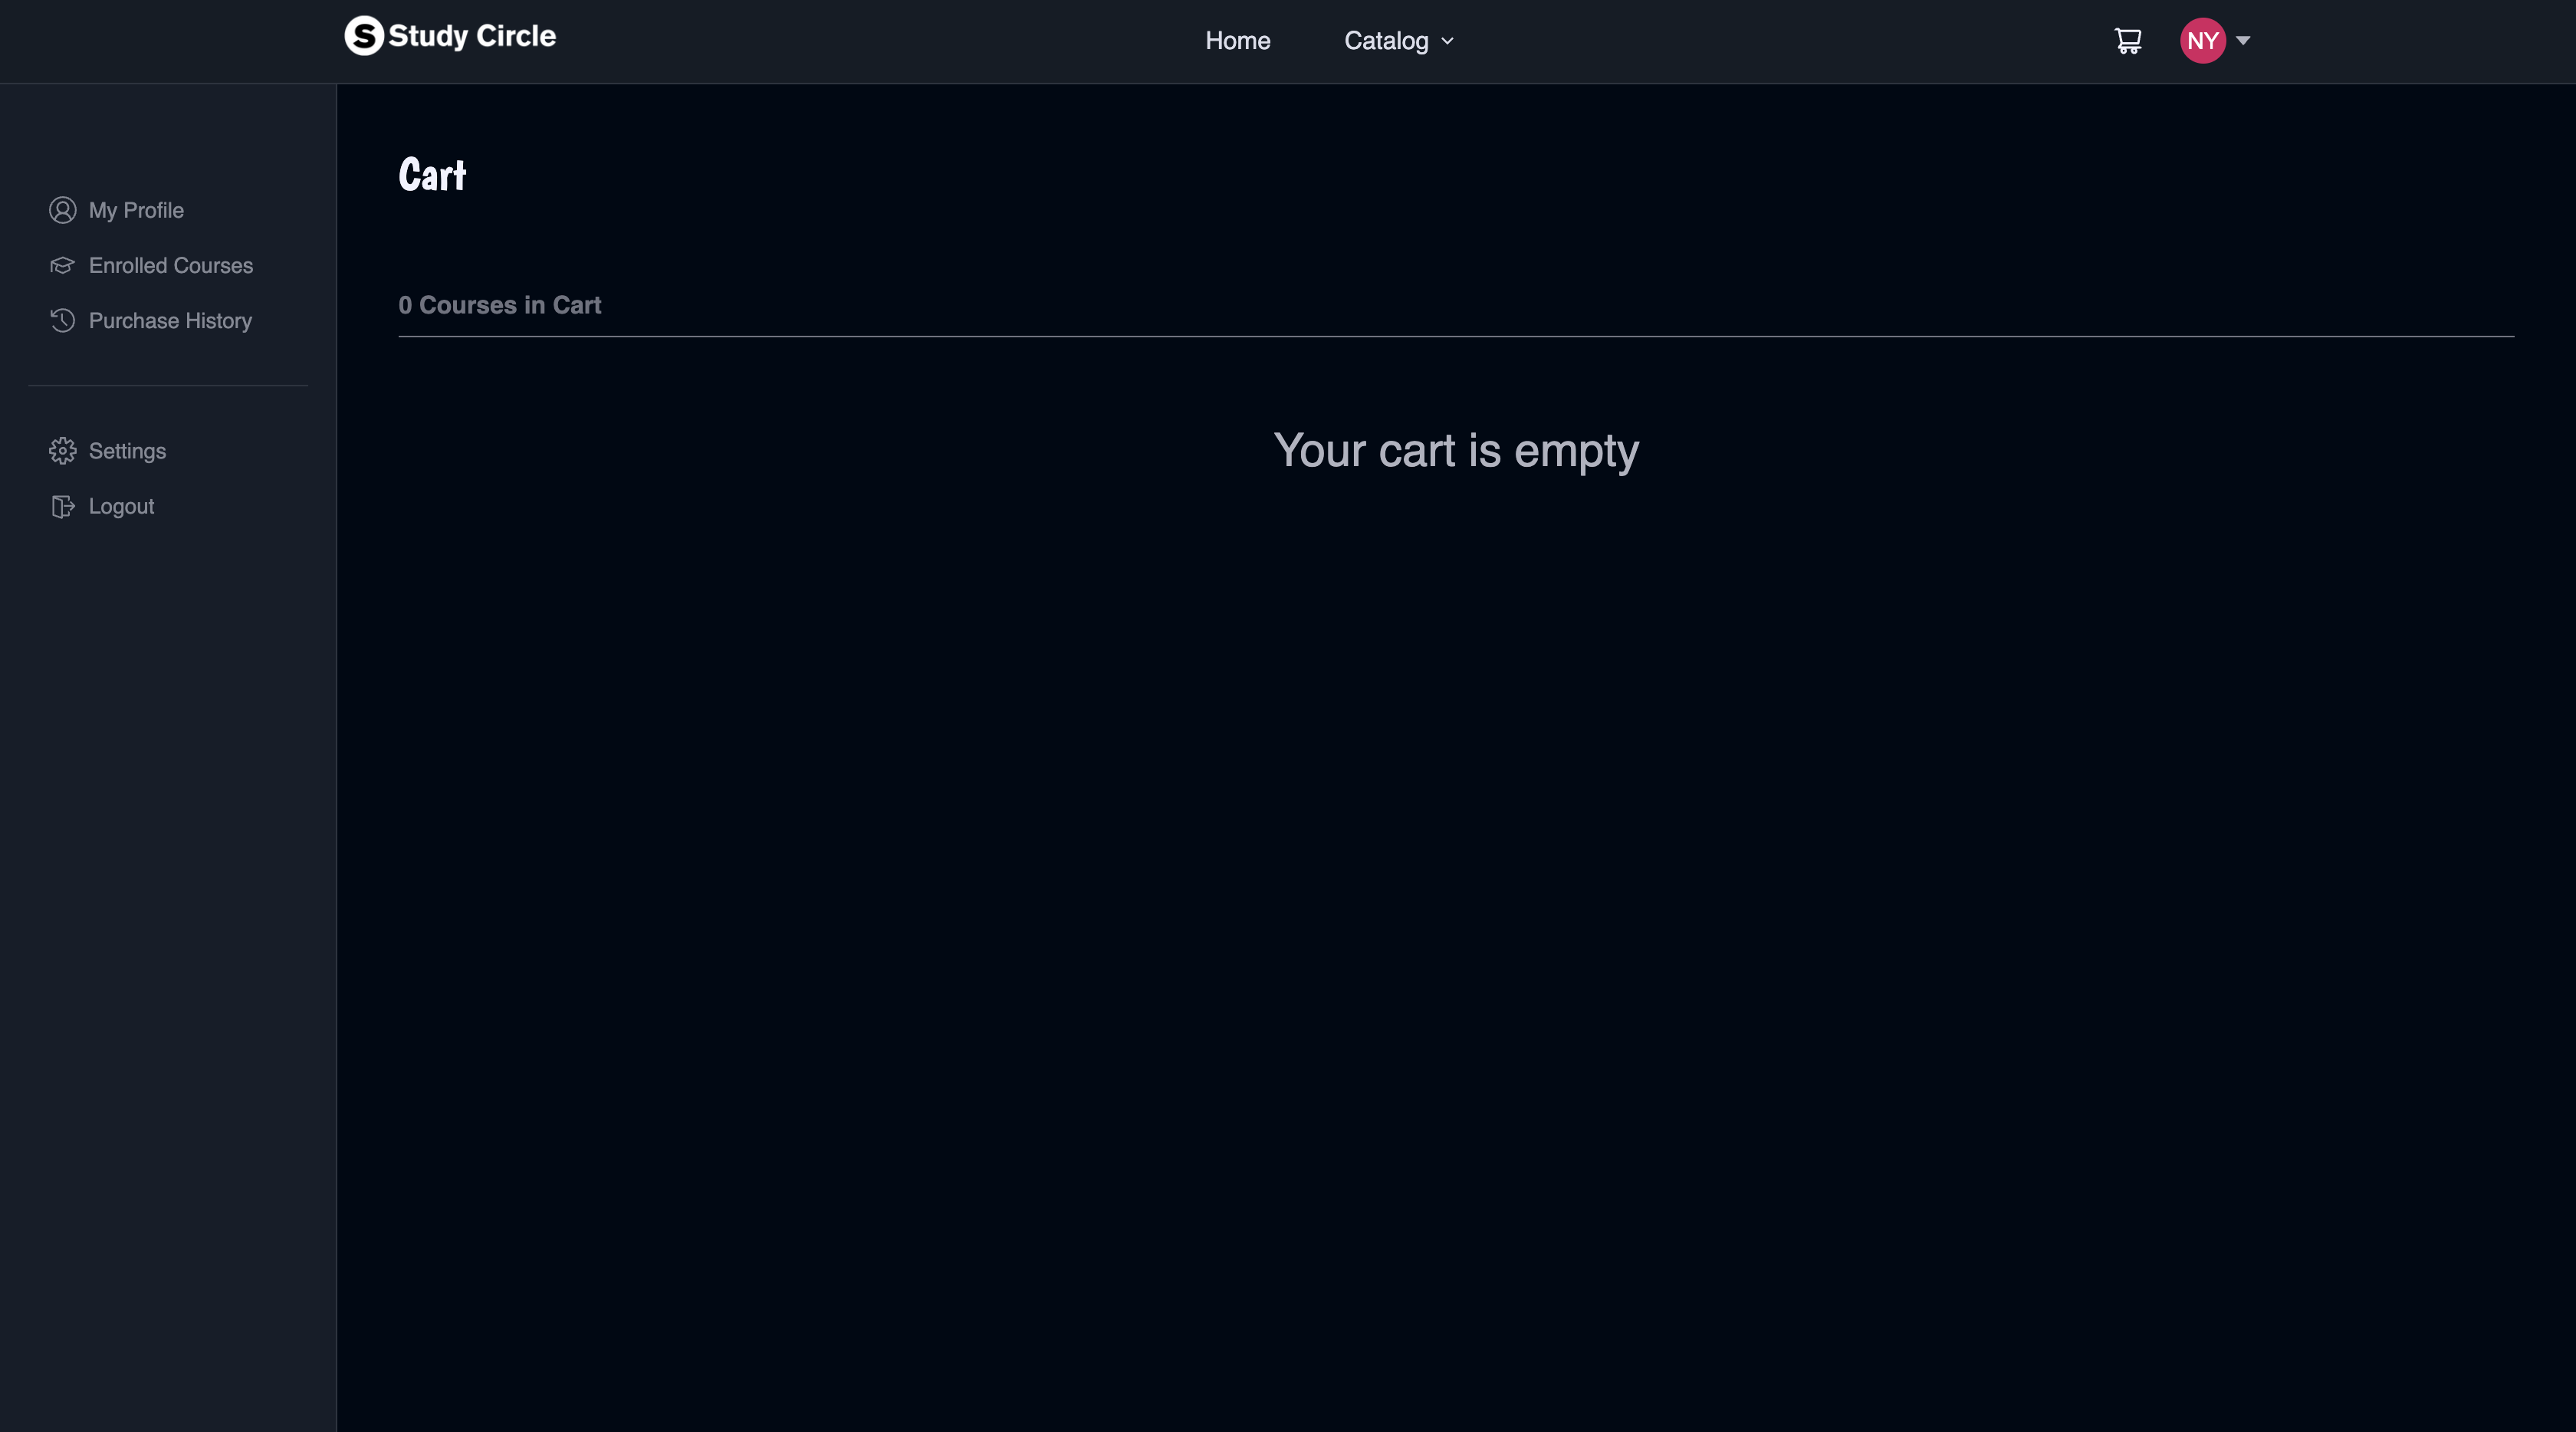 S Study Circle
Home
Catalog
NY
My Profile
Enrolled Courses
Purchase History
Settings
Logout
Cart
0 Courses in Cart
Your cart is empty